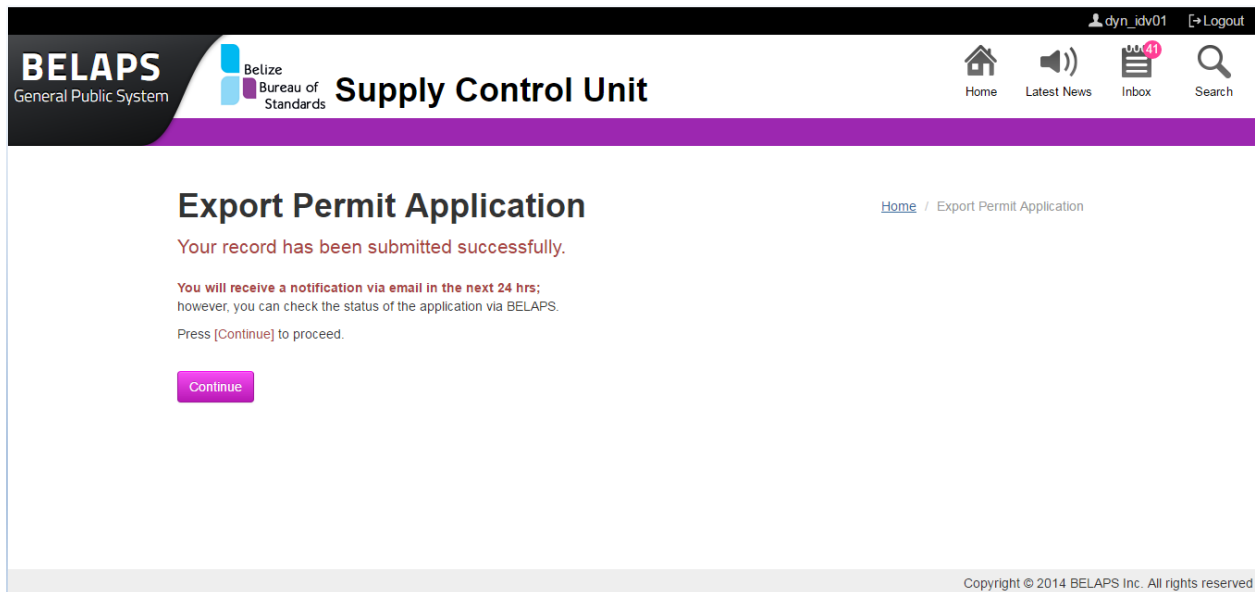 dyn_idv01 Logout
BELAPS
General Public System
Belize
Bureau of
Standards
Supply Control Unit
Home Latest News Inbox Search
41
Export Permit Application
Home / Export Permit Application
Your record has been submitted successfully.
You will receive a notification via email in the next 24 hrs;
however, you can check the status of the application via BELAPS.
Press [Continue] to proceed.
Continue
Copyright © 2014 BELAPS Inc. All rights reserved